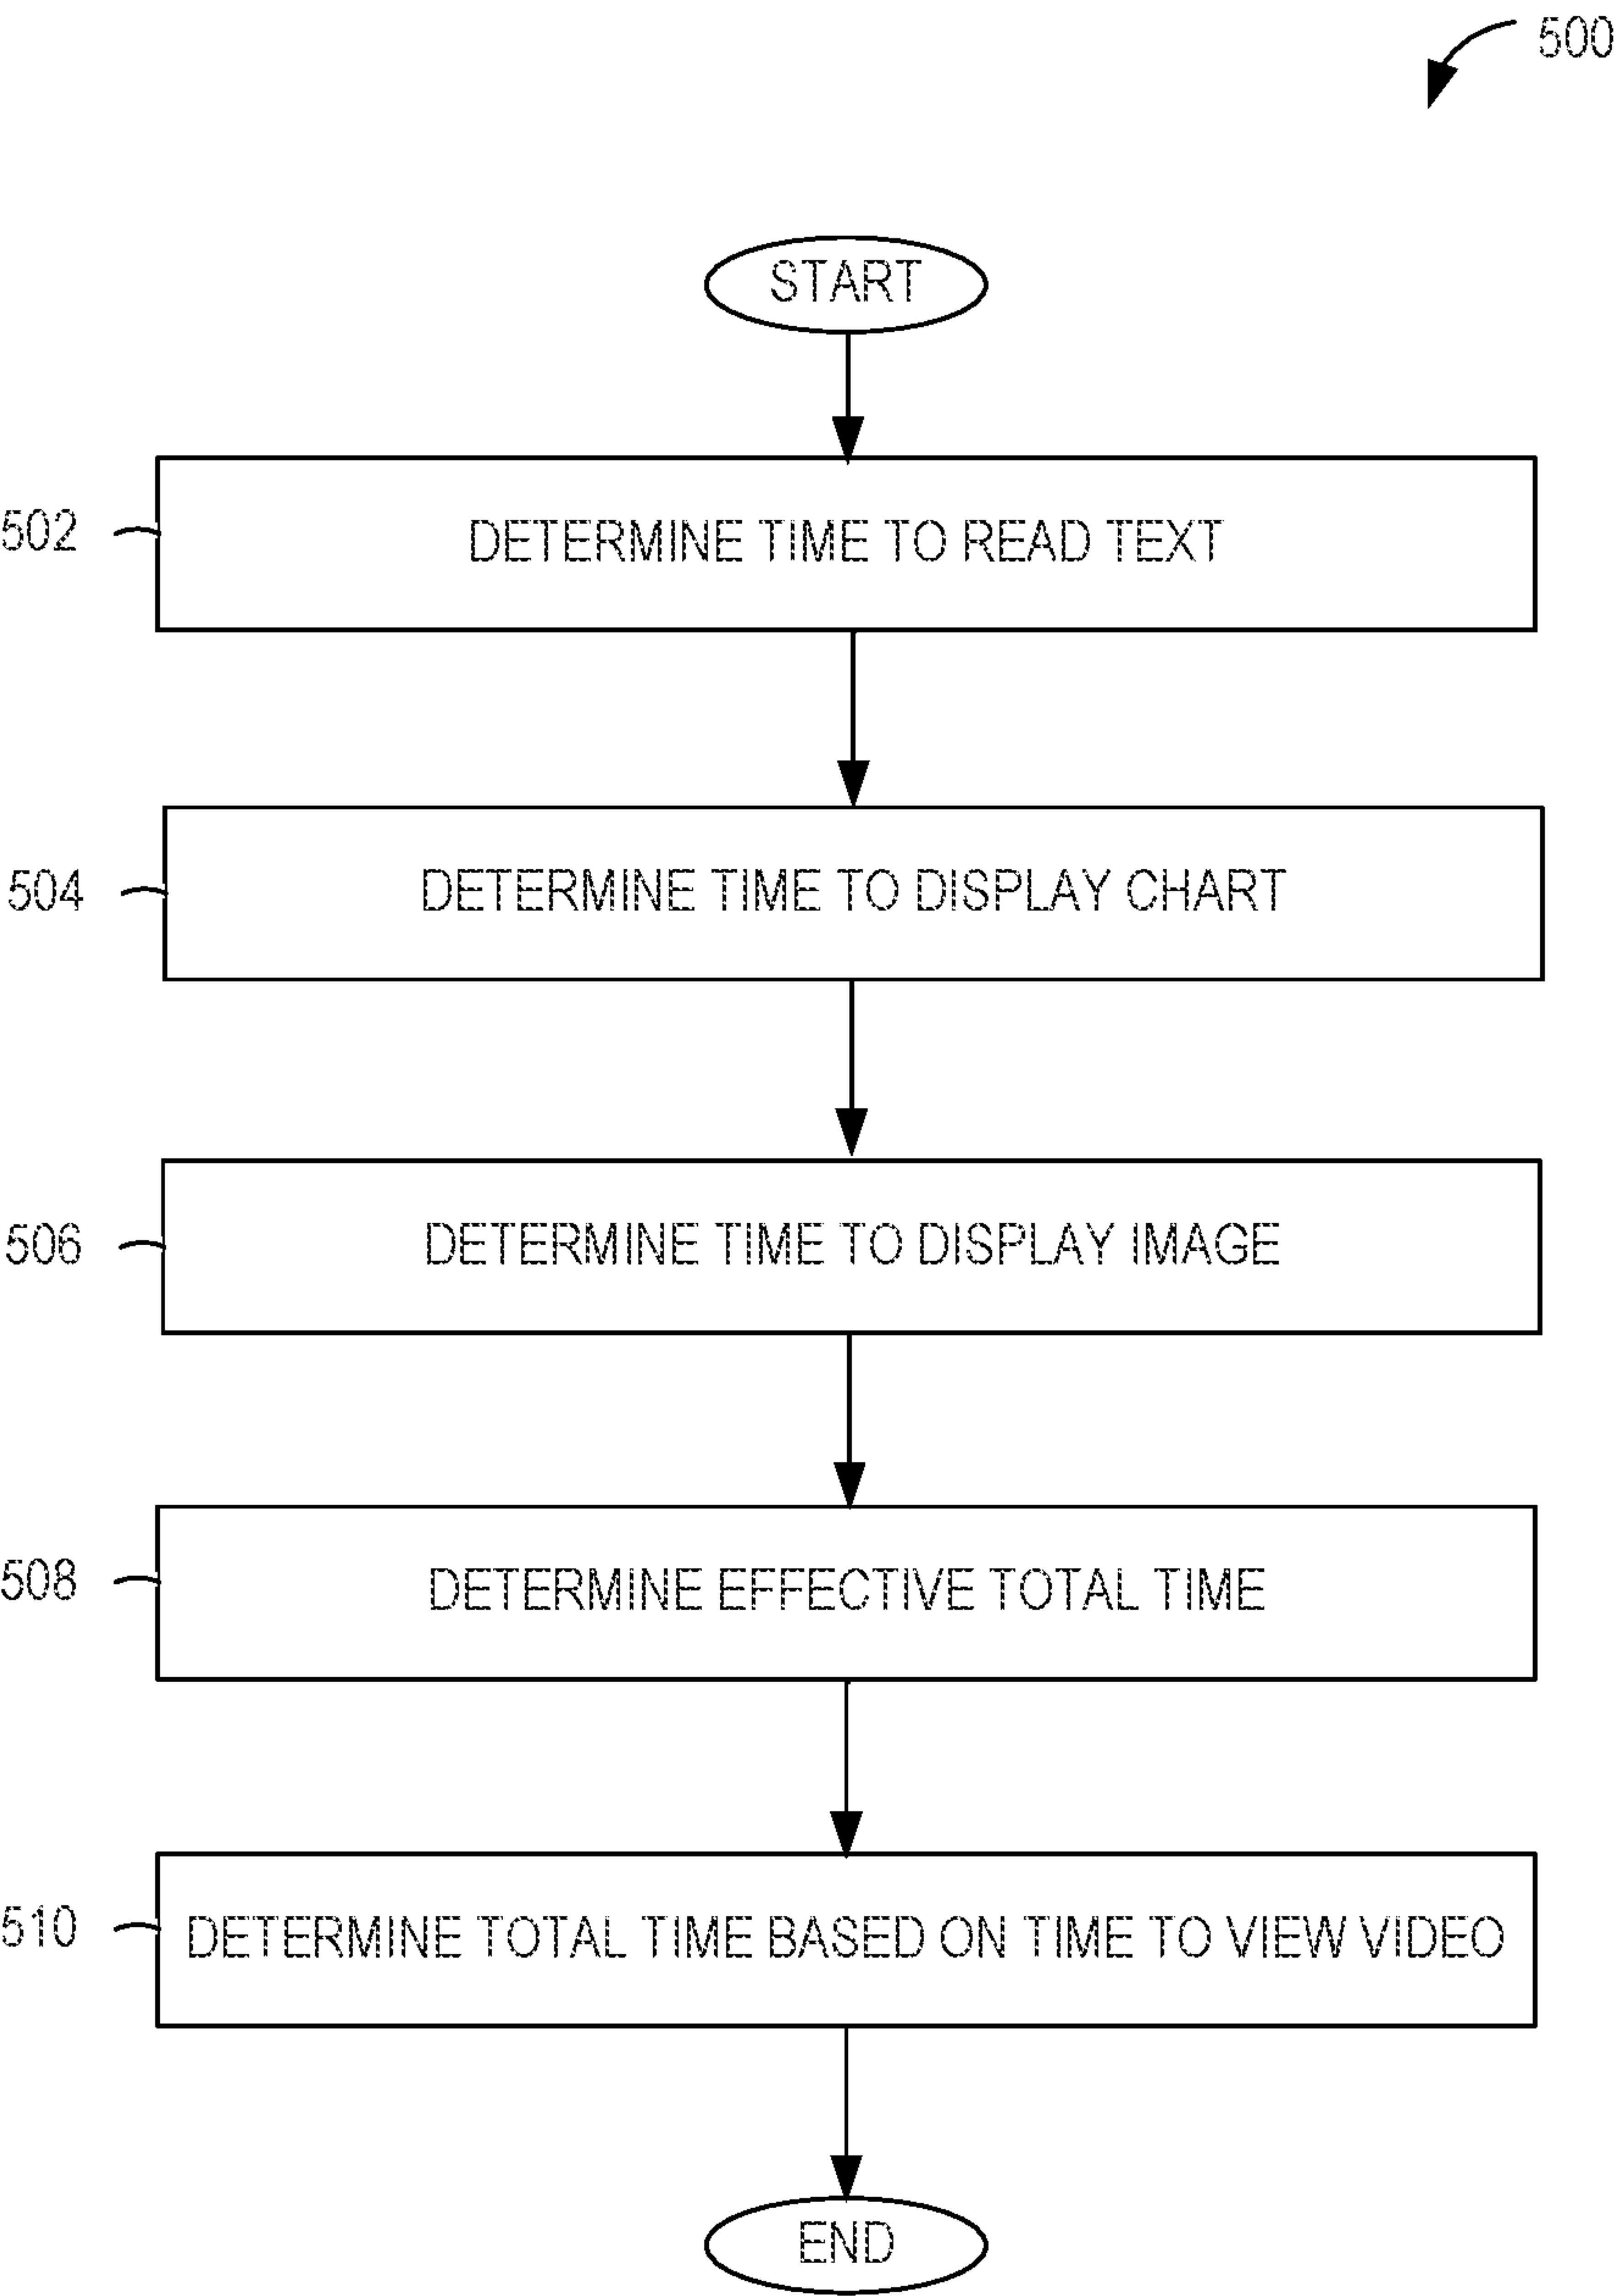 500
START
502 DETERMINE TIME TO READ TEXT
504 DETERMINE TIME TO DISPLAY CHART
506 DETERMINE TIME TO DISPLAY IMAGE
508 DETERMINE EFFECTIVE TOTAL TIME
510 DETERMINE TOTAL TIME BASED ON TIME TO VIEW VIDEO
END